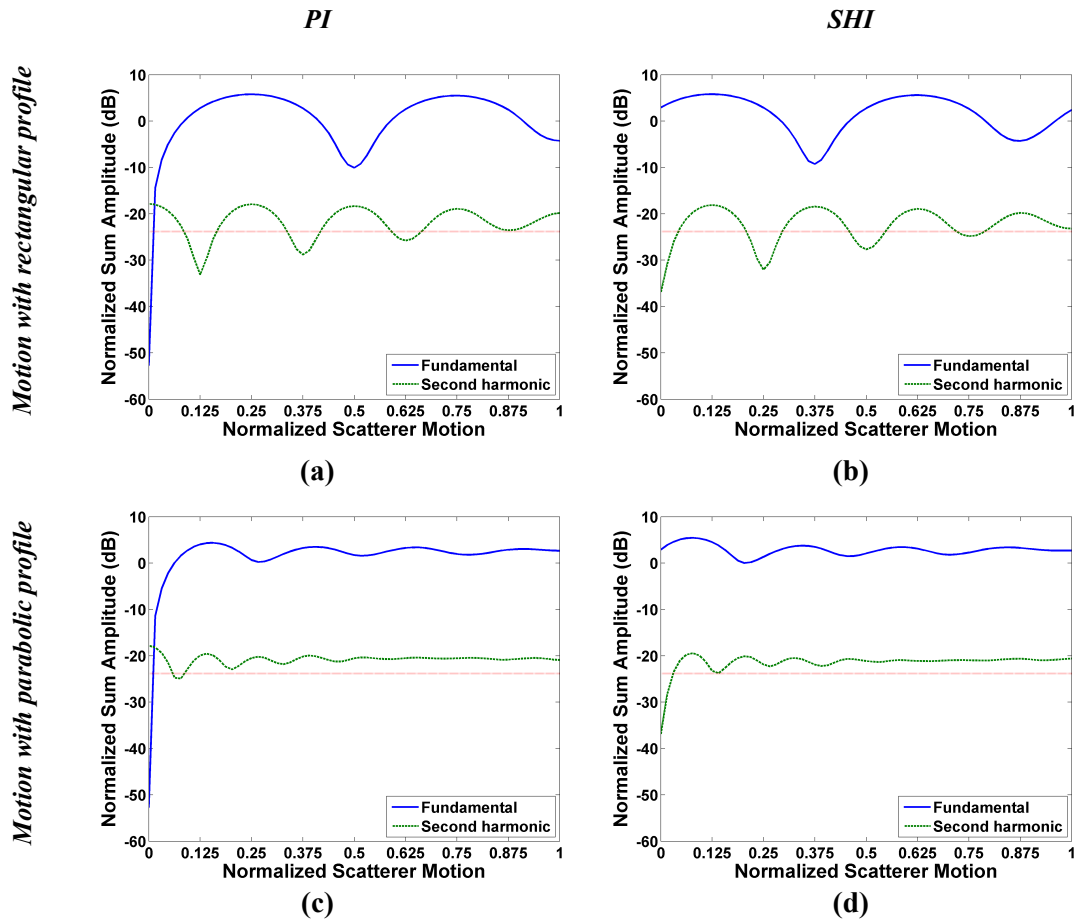 PI
SHI
Motion with rectangular profile
Normalized Sum Amplitude (dB)
10
0
-10
-20
-30
-40
-50
-60
Fundamental
Second harmonic
0 0.125 0.25 0.375 0.5 0.625 0.75 0.875 1
Normalized Scatterer Motion
(a)
Normalized Sum Amplitude (dB)
10
0
-10
-20
-30
-40
-50
-60
Fundamental
Second harmonic
0 0.125 0.25 0.375 0.5 0.625 0.75 0.875 1
Normalized Scatterer Motion
(b)
Motion with parabolic profile
Normalized Sum Amplitude (dB)
10
0
-10
-20
-30
-40
-50
-60
Fundamental
Second harmonic
0 0.125 0.25 0.375 0.5 0.625 0.75 0.875 1
Normalized Scatterer Motion
(c)
Normalized Sum Amplitude (dB)
10
0
-10
-20
-30
-40
-50
-60
Fundamental
Second harmonic
0 0.125 0.25 0.375 0.5 0.625 0.75 0.875 1
Normalized Scatterer Motion
(d)